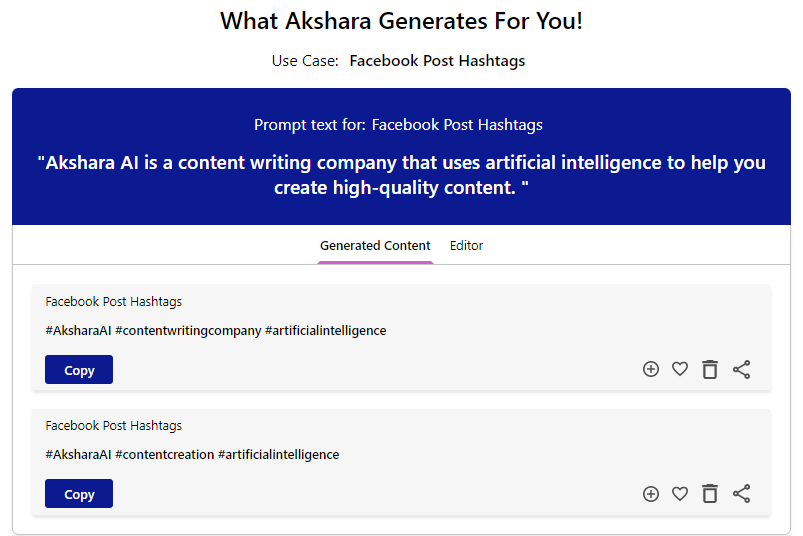 What Akshara Generates For You!
Use Case: Facebook Post Hashtags
Prompt text for: Facebook Post Hashtags
"Akshara AI is a content writing company that uses artificial intelligence to help you
create high-quality content. "
Generated Content Editor
Facebook Post Hashtags
#AksharaAI #contentwritingcompany #artificialintelligence
Copy
Facebook Post Hashtags
#AksharaAI #contentcreation #artificialintelligence
Copy